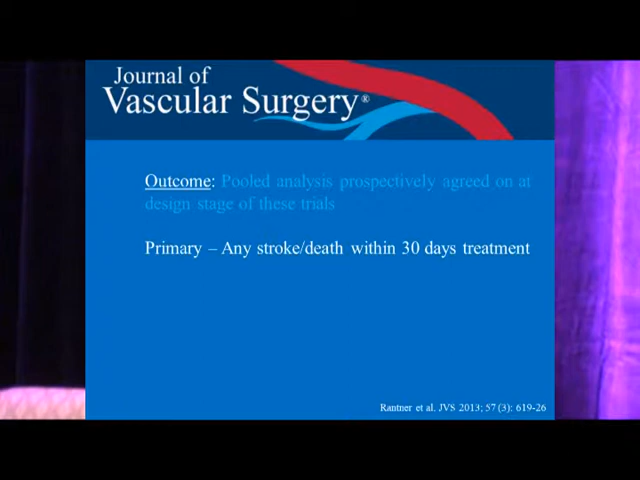 Journal of
Vascular Surgery®
Outcome: Pooled analysis prospectively agreed on at
design stage of these trials
Primary – Any stroke/death within 30 days treatment
Rantner et al. JVS 2013; 57 (3): 619-26